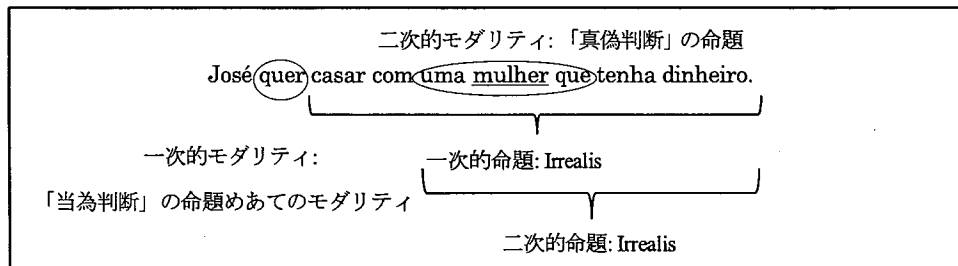 二次的モダリティ: 「真偽判断」の命題
José quer casar com uma mulher que tenha dinheiro.
一次的モダリティ:
一次的命題: Irrealis
「当為判断」の命題めあてのモダリティ
二次的命題: Irrealis